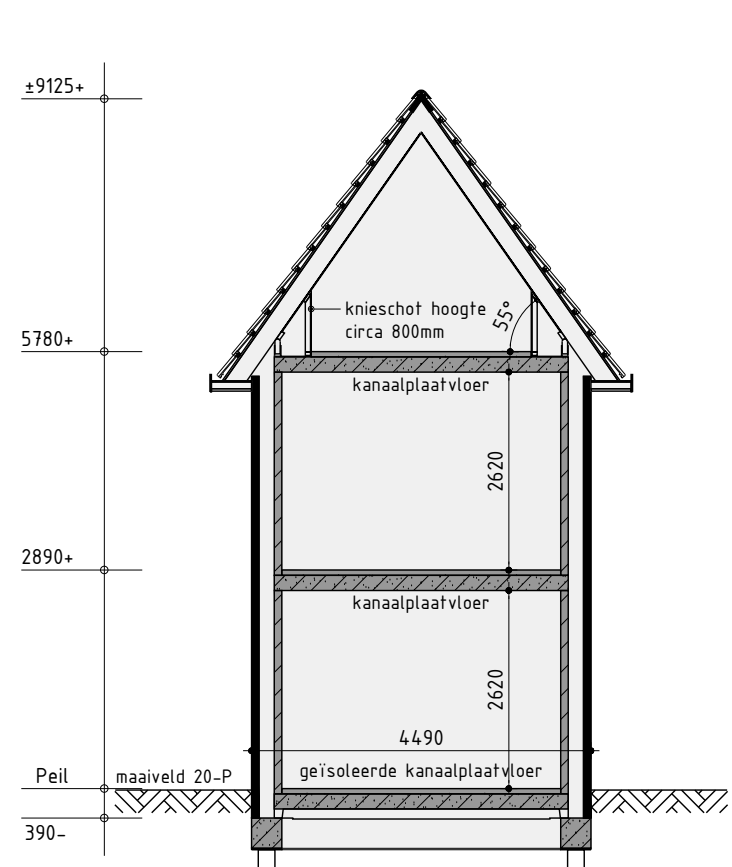 ±9125+
knieschot hoogte
circa 800mm
55°
5780+
kanaalplaatvloer
2620
2890+
kanaalplaatvloer
2620
4490
Peil
maaiveld 20-P
geïsoleerde kanaalplaatvloer
390-